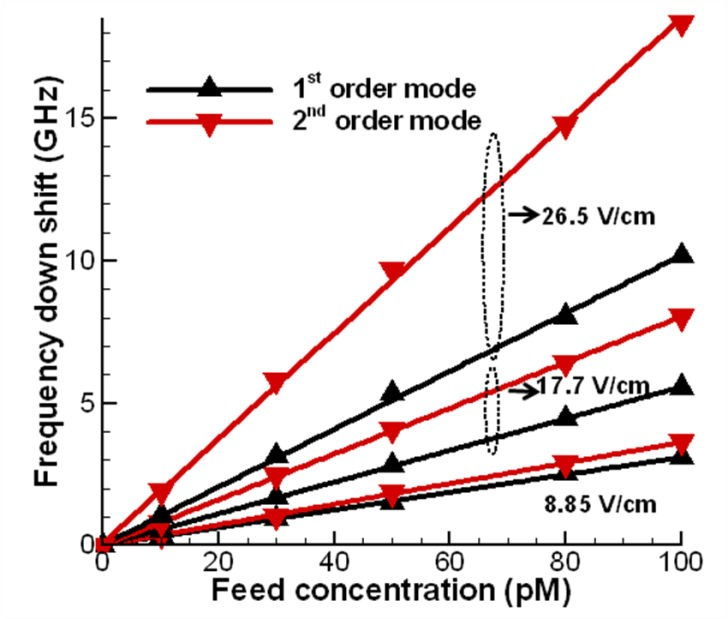 1st order mode
2nd order mode
Frequency down shift (GHz)
15
10
5
0
26.5 V/cm
17.7 V/cm
8.85 V/cm
0 20 40 60 80 100
Feed concentration (pM)